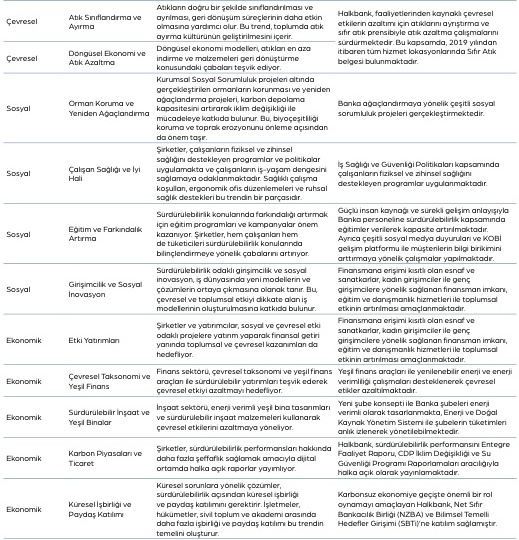 Çevresel
Atık Sınıflandırma ve
Ayırma
Atıkların doğru bir şekilde sınıflandırılması ve
ayrılması, geri dönüşüm süreçlerinin daha etkin
olmasına yardımcı olur. Bu trend, toplumda atık
ayırma kültürünün geliştirilmesini içerir.
Halkbank, faaliyetlerinden kaynaklı çevresel
etkilerin azaltımı için atıklarını ayrıştırma ve
sıfır atık prensibiyle atık azaltma çalışmalarını
sürdürmektedir. Bu kapsamda, 2019 yılından
itibaren tüm hizmet lokasyonlarında Sıfır Atık
belgesi bulunmaktadır.
Çevresel
Döngüsel Ekonomi ve
Atık Azaltma
Döngüsel ekonomi modelleri, atıkları en aza
indirme ve malzemeleri geri dönüştürme
konusundaki çabaları teşvik ediyor.
Sosyal
Orman Koruma ve
Yeniden Ağaçlandırma
Kurumsal Sosyal Sorumluluk projeleri altında
gerçekleştirilen ormanların korunması ve yeniden
ağaçlandırma projeleri, karbon depolama
kapasitesini artırarak iklim değişikliği ile
mücadeleye katkıda bulunur. Bu, biyoçeşitliliği
koruma ve toprak erozyonunu önleme açısından
da önem taşır.
Banka ağaçlandırmaya yönelik çeşitli sosyal
sorumluluk projeleri gerçekleştirmektedir.
Sosyal
Çalışan Sağlığı ve İyi
Hali
Şirketler, çalışanların fiziksel ve zihinsel
sağlığını destekleyen programlar ve politikalar
uygulamakta ve çalışanların iş-yaşam dengesini
sağlamaya odaklanmaktadır. Sağlıklı çalışma
koşulları, ergonomik ofis düzenlemeleri ve ruhsal
sağlık destekleri bu trendin bir parçasıdır.
İş Sağlığı ve Güvenliği Politikaları kapsamında
çalışanların fiziksel ve zihinsel sağlığını
destekleyen programlar uygulanmaktadır.
Sosyal
Eğitim ve Farkındalık
Artırma
Sürdürülebilirlik konularında farkındalığı artırmak
için eğitim programları ve kampanyalar önem
kazanıyor. Şirketler, hem çalışanları hem
de tüketicileri sürdürülebilirlik konularında
bilinçlendirmeye yönelik çabalarını artırıyor.
Güçlü insan kaynağı ve sürekli gelişim anlayışıyla
Banka personeline sürdürülebilirlik kapsamında
eğitimler verilerek kapasite artırılmaktadır.
Ayrıca çeşitli sosyal medya duyuruları ve KOBİ
gelişim platformu ile müşterilerin bilgi birikimini
arttırmaya yönelik çalışmalar yapılmaktadır.
Sosyal
Girişimcilik ve Sosyal
İnovasyon
Sürdürülebilirlik odaklı girişimcilik ve sosyal
inovasyon, iş dünyasında yeni modellerin ve
çözümlerin ortaya çıkmasına olanak tanır. Bu,
çevresel ve toplumsal etkiyi dikkate alan iş
modellerinin oluşturulmasına katkıda bulunur.
Finansmana erişimi kısıtlı olan esnaf ve
sanatkarlar, kadın girişimciler ile genç
girişimcilere yönelik sağlanan finansman imkanı,
eğitim ve danışmanlık hizmetleri ile toplumsal
etkinin artırılması amaçlanmaktadır.
Ekonomik
Etki Yatırımları
Şirketler ve yatırımcılar, sosyal ve çevresel etki
odaklı projelere yatırım yaparak finansal getiri
yanında toplumsal ve çevresel kazanımları da
hedefliyor.
Finansmana erişimi kısıtlı olan esnaf ve
sanatkarlar, kadın girişimciler ile genç
girişimcilere yönelik sağlanan finansman imkanı,
eğitim ve danışmanlık hizmetleri ile toplumsal
etkinin artırılması amaçlanmaktadır.
Ekonomik
Çevresel Taksonomi ve
Yeşil Finans
Finans sektörü, çevresel taksonomi ve yeşil finans
araçları ile sürdürülebilir yatırımları teşvik ederek
çevresel etkiyi azaltmayı hedefliyor.
Yeşil finans araçları ile yenilenebilir enerji ve enerji
verimliliği çalışmaları desteklenerek çevresel
etkiler azaltılmaktadır.
Ekonomik
Sürdürülebilir İnşaat ve
Yeşil Binalar
İnşaat sektörü, enerji verimli yeşil bina tasarımları
ve sürdürülebilir inşaat malzemeleri kullanarak
çevresel etkilerini azaltmaya yöneliyor.
Yeni şube konsepti ile Banka şubeleri enerji
verimli olarak tasarlanmakta, Enerji ve Doğal
Kaynak Yönetim Sistemi ile şubelerin tüketimleri
anlık izlenerek yönetilebilmektedir.
Ekonomik
Karbon Piyasaları ve
Ticaret
Şirketler, sürdürülebilirlik performansları hakkında
daha fazla şeffaflık sağlamak amacıyla dijital
ortamda halka açık raporlar yayımlıyor.
Halkbank, sürdürülebilirlik performansını Entegre
Faaliyet Raporu, CDP İklim Değişikliği ve Su
Güvenliği Programı Raporlamaları aracılığıyla
halka açık olarak yayınlamaktadır.
Ekonomik
Küresel İşbirliği ve
Paydaş Katılımı
Küresel sorunlara yönelik çözümler,
sürdürülebilirlik açısından küresel işbirliği
ve paydaş katılımını gerektirir. İşletmeler,
hükümetler, sivil toplum ve akademi arasında
daha fazla işbirliği ve paydaş katılımı bu trendin
temelini oluşturur.
Karbonsuz ekonomiye geçişte önemli bir rol
oynamayı amaçlayan Halkbank, Net Sıfır
Bankacılık Birliği (NZBA) ve Bilimsel Temelli
Hedefler Girişimi (SBTi)'ne katılım sağlamıştır.